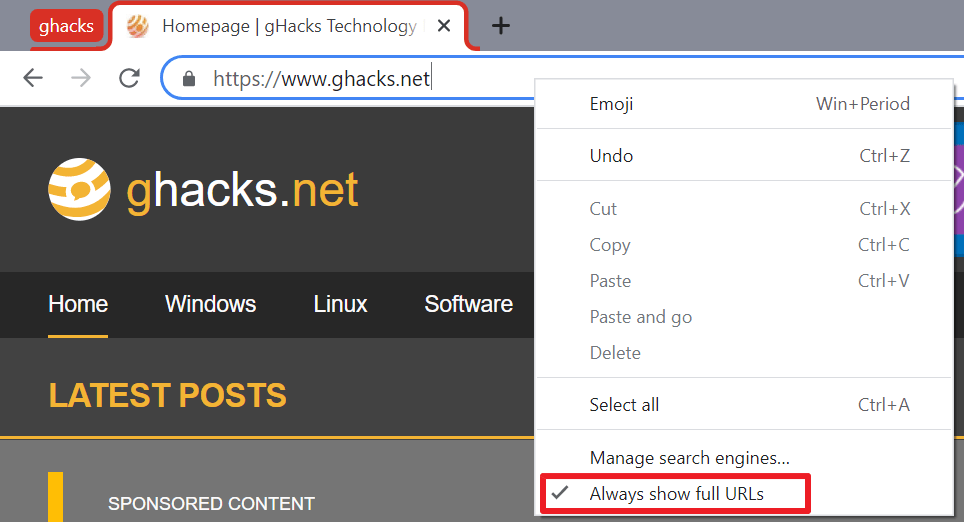 ghacks
Homepage | gHacks Technology
https://www.ghacks.net
ghacks.net
Home Windows Linux Software
LATEST POSTS
SPONSORED CONTENT
Emoji Win+Period
Undo Ctrl+Z
Cut Ctrl+X
Copy Ctrl+C
Paste Ctrl+V
Paste and go
Delete
Select all Ctrl+A
Manage search engines...
Always show full URLs